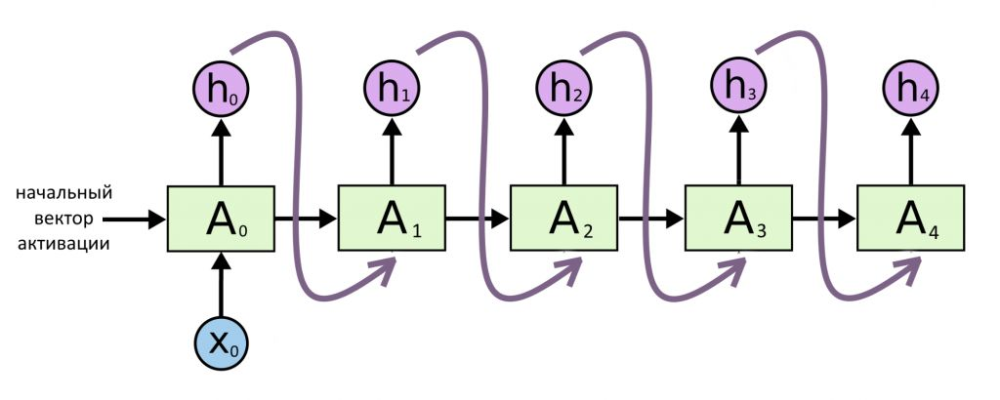 h₀ h₁ h₂ h₃ h₄
начальный
вектор
активации
A₀ A₁ A₂ A₃ A₄
x₀